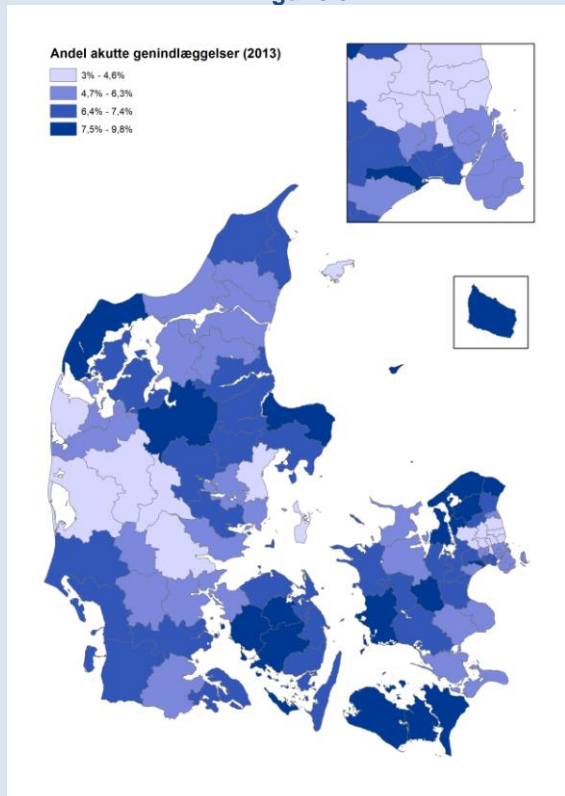 Andel akutte genindlæggelser (2013)
3% - 4,6%
4,7% - 6,3%
6,4% - 7,4%
7,5% - 9,8%